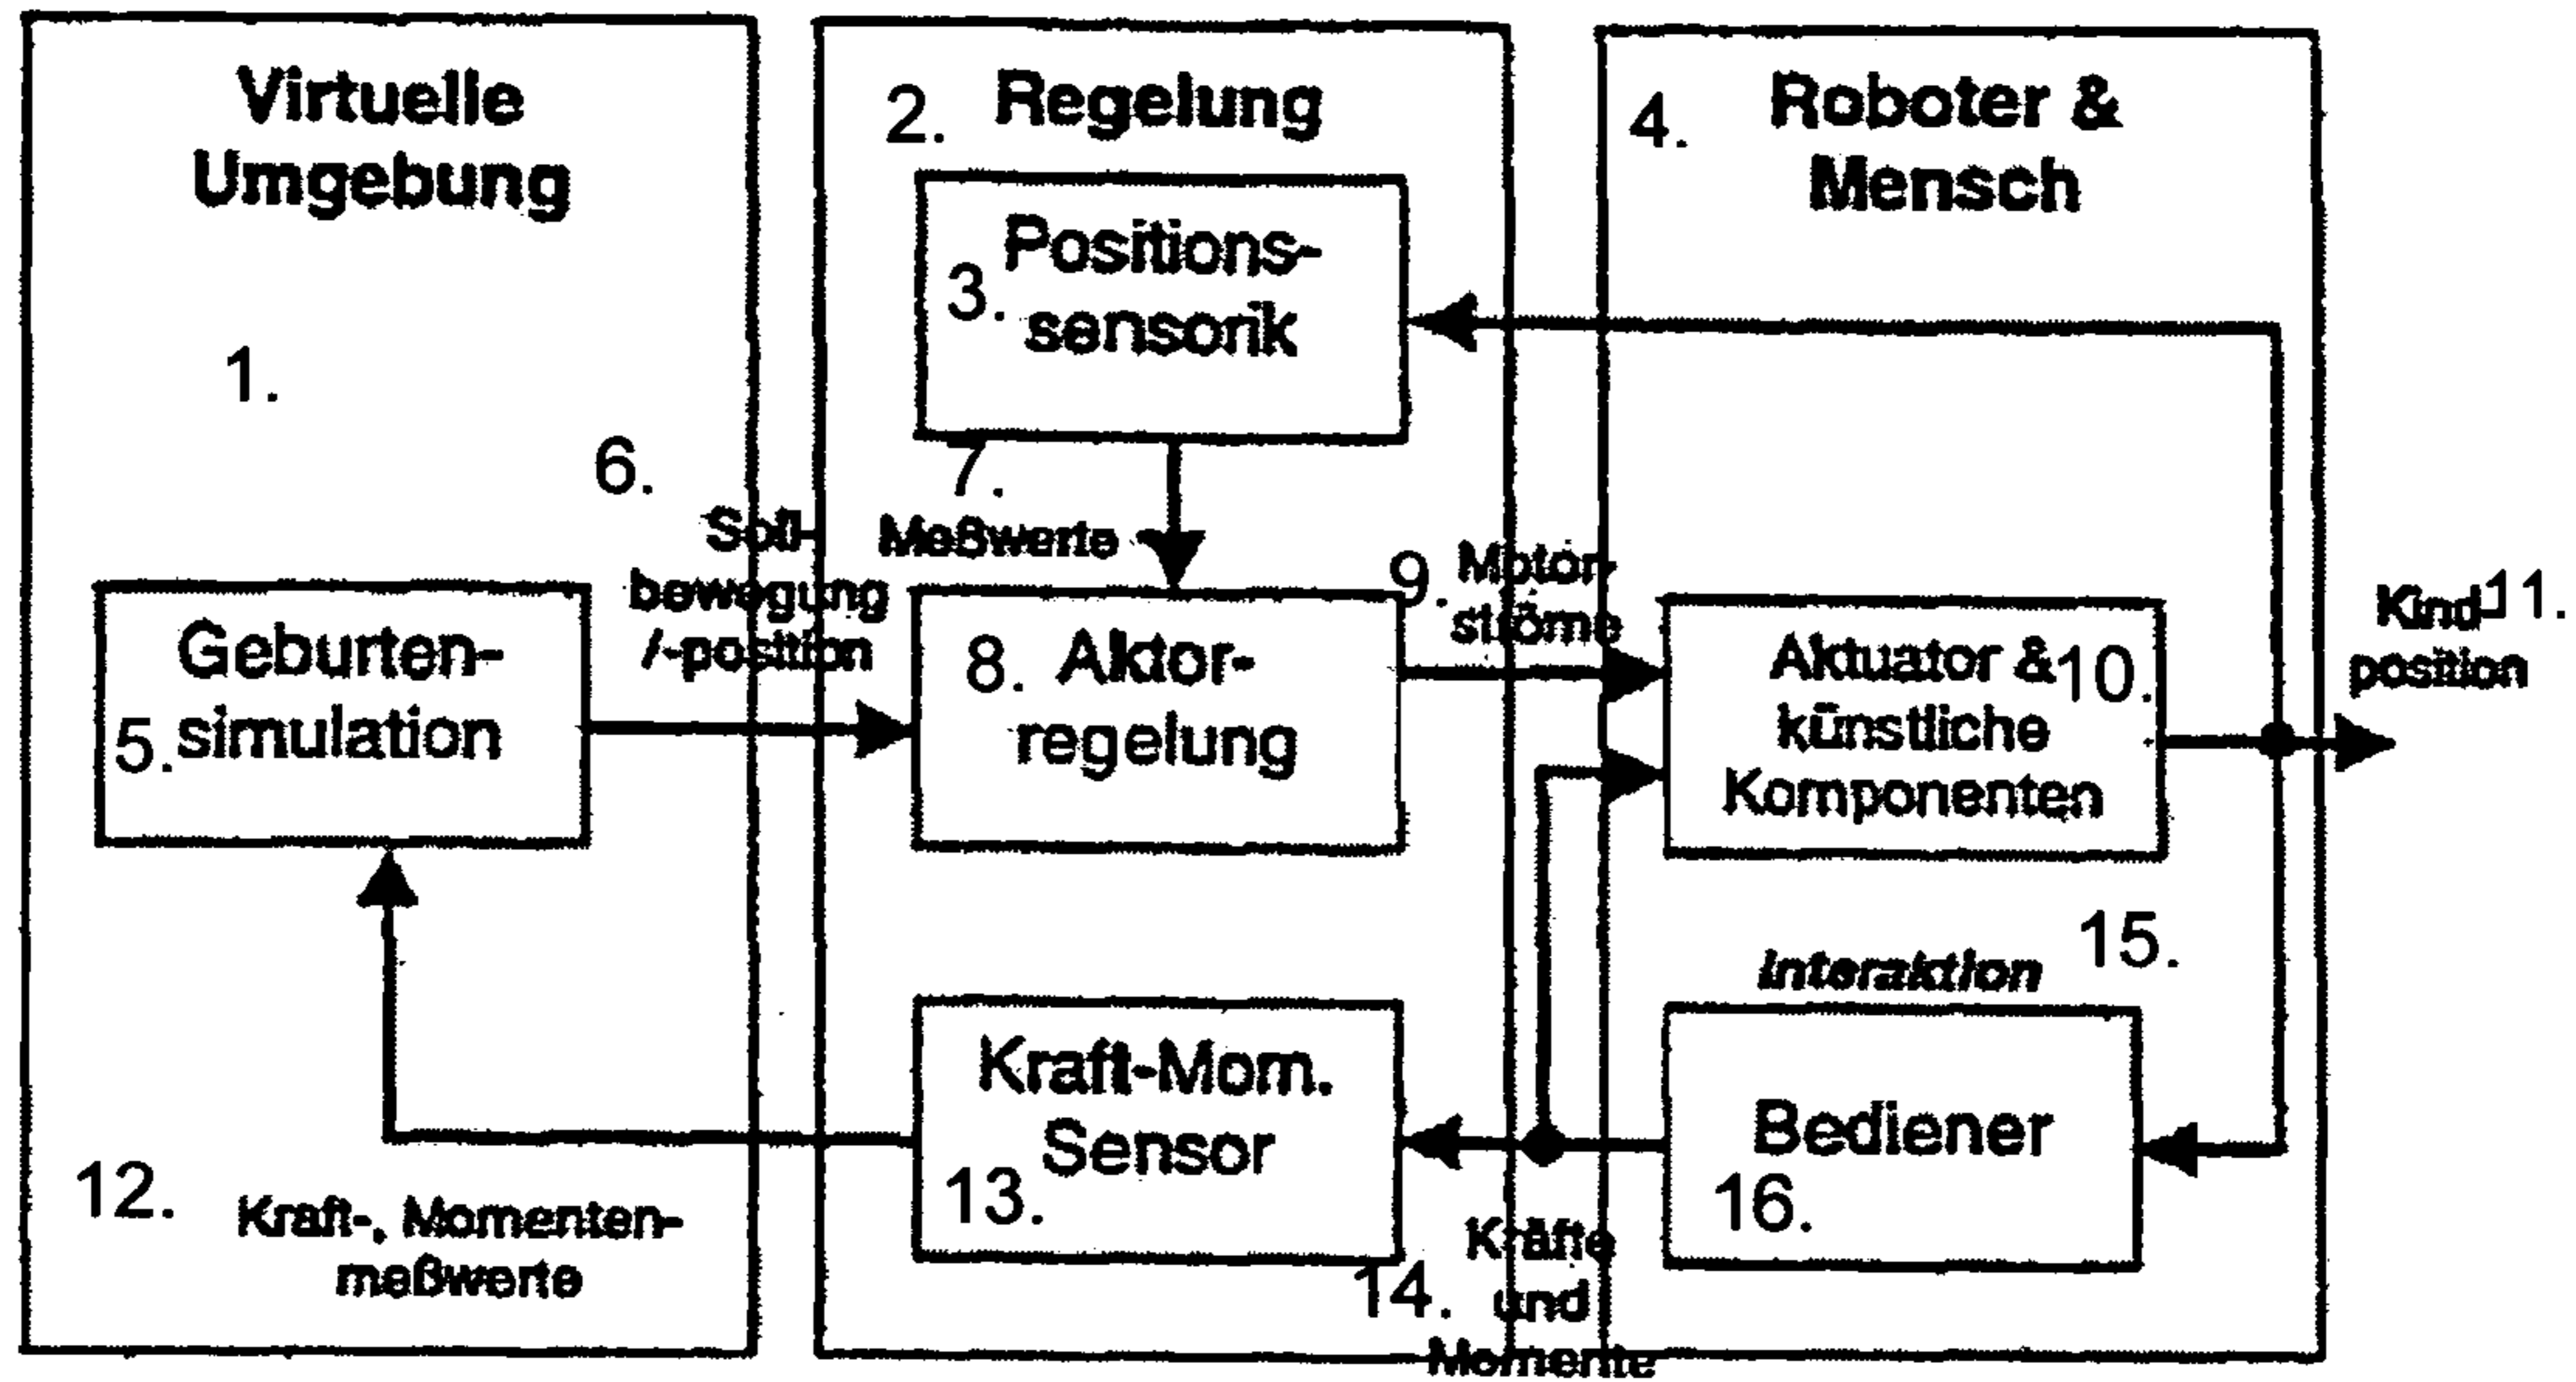 Virtuelle
Umgebung
1.
2. Regelung
4. Roboter &
Mensch
Positions-
3. sensorik
6.
Soll-
bewegung
/-position
7.
Meßwerte
Geburten-
5. simulation
8. Aktor-
regelung
9. Motor-
ströme
Aktuator & 10.
künstliche
Komponenten
Kind- 11.
position
12. Kraft-, Momenten-
meßwerte
Kraft-Mom.
Sensor
13.
14. Kräfte
und
Momente
Interaktion 15.
Bediener
16.